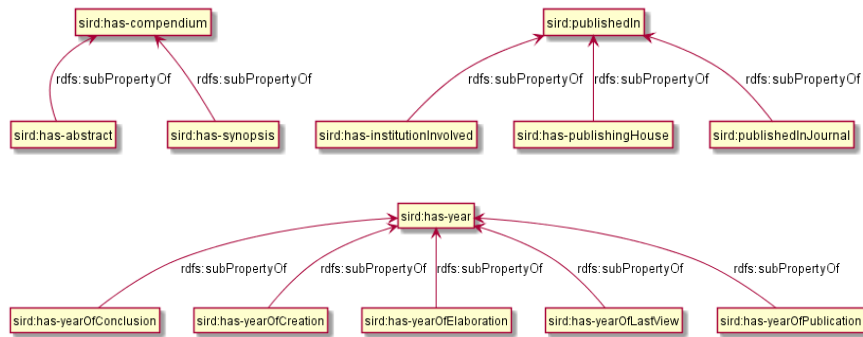 sird:has-compendium
sird:publishedIn
rdfs:subPropertyOf
rdfs:subPropertyOf
rdfs:subPropertyOf
rdfs:subPropertyOf
rdfs:subPropertyOf
sird:has-abstract
sird:has-synopsis
sird:has-institutionInvolved
sird:has-publishingHouse
sird:publishedInJournal
sird:has-year
rdfs:subPropertyOf
rdfs:subPropertyOf
rdfs:subPropertyOf
rdfs:subPropertyOf
rdfs:subPropertyOf
sird:has-yearOfConclusion
sird:has-yearOfCreation
sird:has-yearOfElaboration
sird:has-yearOfLastView
sird:has-yearOfPublication